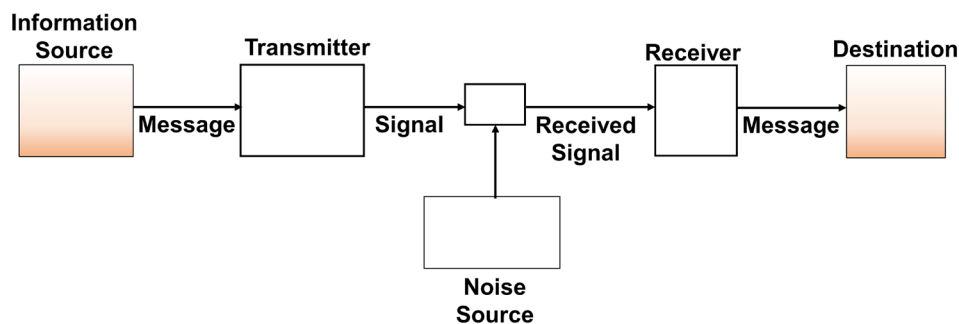 Information
Source
Transmitter
Receiver
Destination
Message
Signal
Received
Signal
Message
Noise
Source